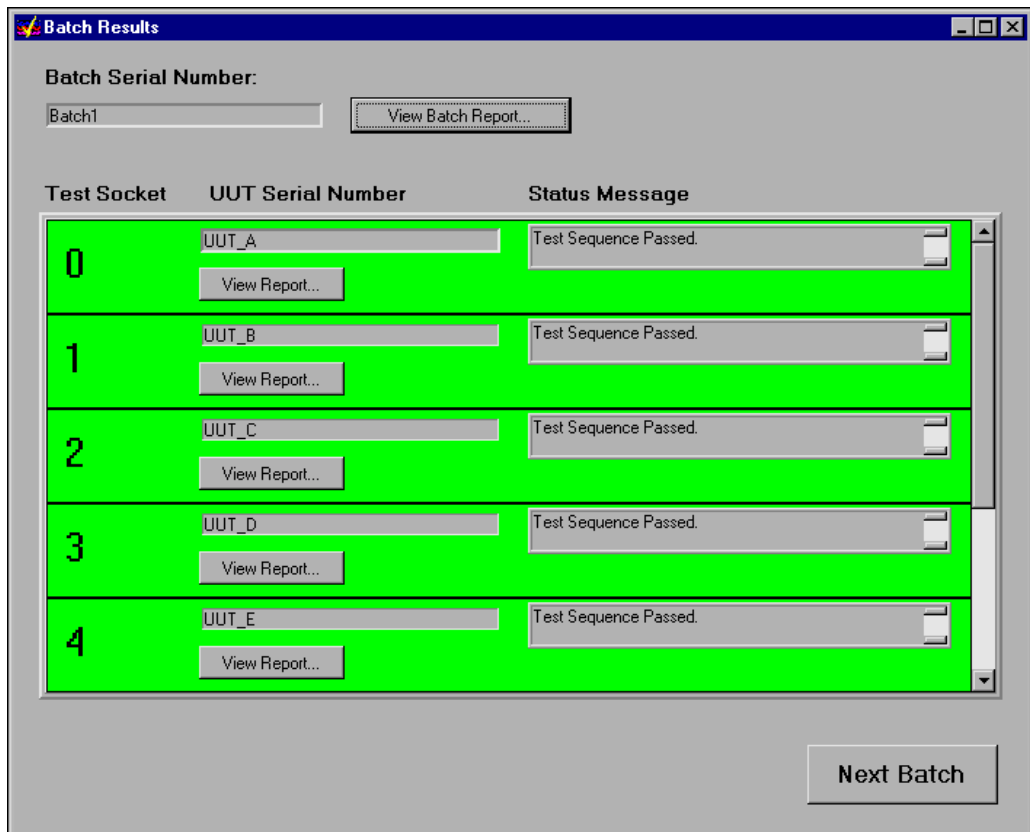 Batch Results
Batch Serial Number:
Batch1
View Batch Report...
Test Socket UUT Serial Number Status Message
0 UUT_A Test Sequence Passed.
View Report...
1 UUT_B Test Sequence Passed.
View Report...
2 UUT_C Test Sequence Passed.
View Report...
3 UUT_D Test Sequence Passed.
View Report...
4 UUT_E Test Sequence Passed.
View Report...
Next Batch